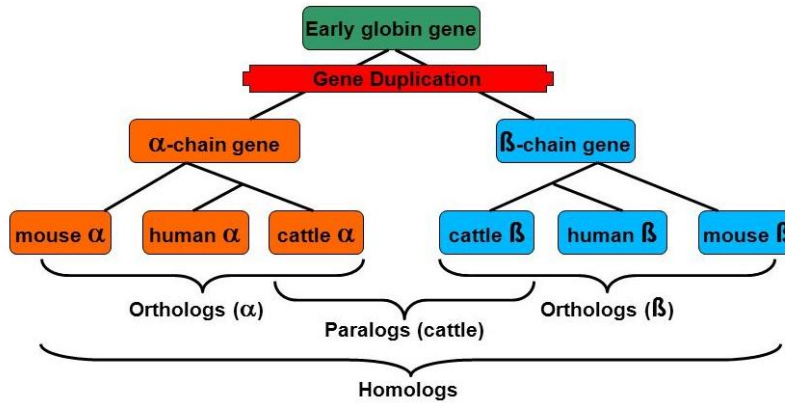 Early globin gene
Gene Duplication
α-chain gene
ß-chain gene
mouse α
human α
cattle α
cattle ß
human ß
mouse ß
Orthologs (α)
Orthologs (ß)
Paralogs (cattle)
Homologs